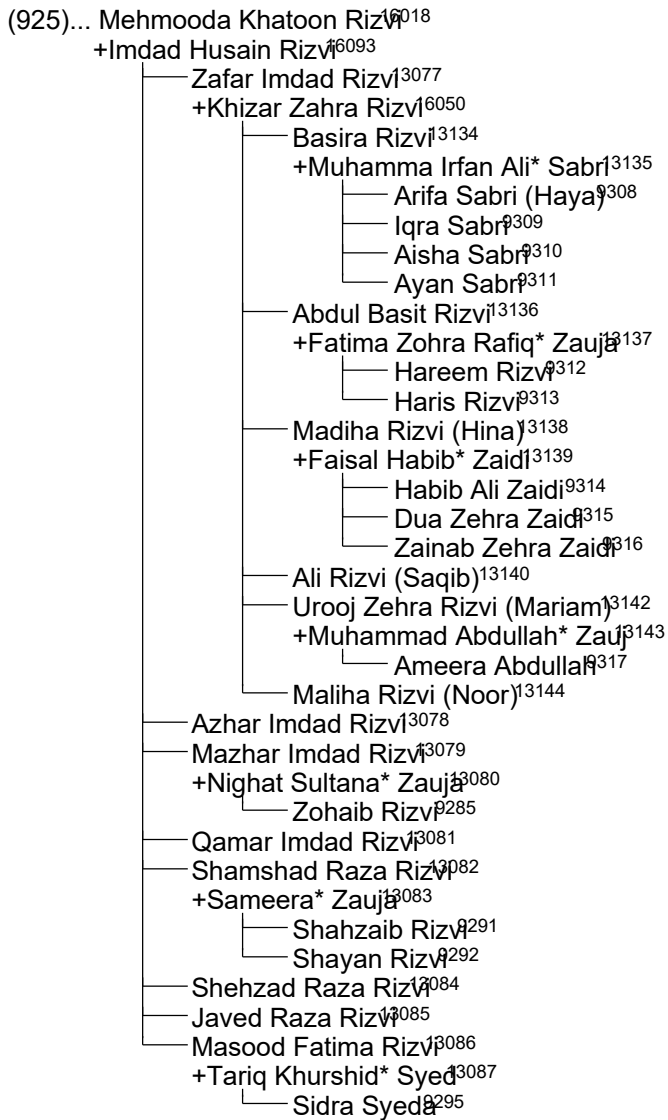 (925)... Mehmooda Khatoon Rizvi16018
+Imdad Husain Rizvi16093
Zafar Imdad Rizvi13077
+Khizar Zahra Rizvi16050
Basira Rizvi13134
+Muhamma Irfan Ali* Sabri13135
Arifa Sabri (Haya)9308
Iqra Sabri9309
Aisha Sabri9310
Ayan Sabri9311
Abdul Basit Rizvi13136
+Fatima Zohra Rafiq* Zauja13137
Hareem Rizvi9312
Haris Rizvi9313
Madiha Rizvi (Hina)13138
+Faisal Habib* Zaidi13139
Habib Ali Zaidi9314
Dua Zehra Zaidi9315
Zainab Zehra Zaidi9316
Ali Rizvi (Saqib)13140
Urooj Zehra Rizvi (Mariam)13142
+Muhammad Abdullah* Zauj13143
Ameera Abdullah9317
Maliha Rizvi (Noor)13144
Azhar Imdad Rizvi13078
Mazhar Imdad Rizvi13079
+Nighat Sultana* Zauja13080
Zohaib Rizvi9285
Qamar Imdad Rizvi13081
Shamshad Raza Rizvi13082
+Sameera* Zauja13083
Shahzaib Rizvi9291
Shayan Rizvi9292
Shehzad Raza Rizvi13084
Javed Raza Rizvi13085
Masood Fatima Rizvi13086
+Tariq Khurshid* Syed13087
Sidra Syeda9295